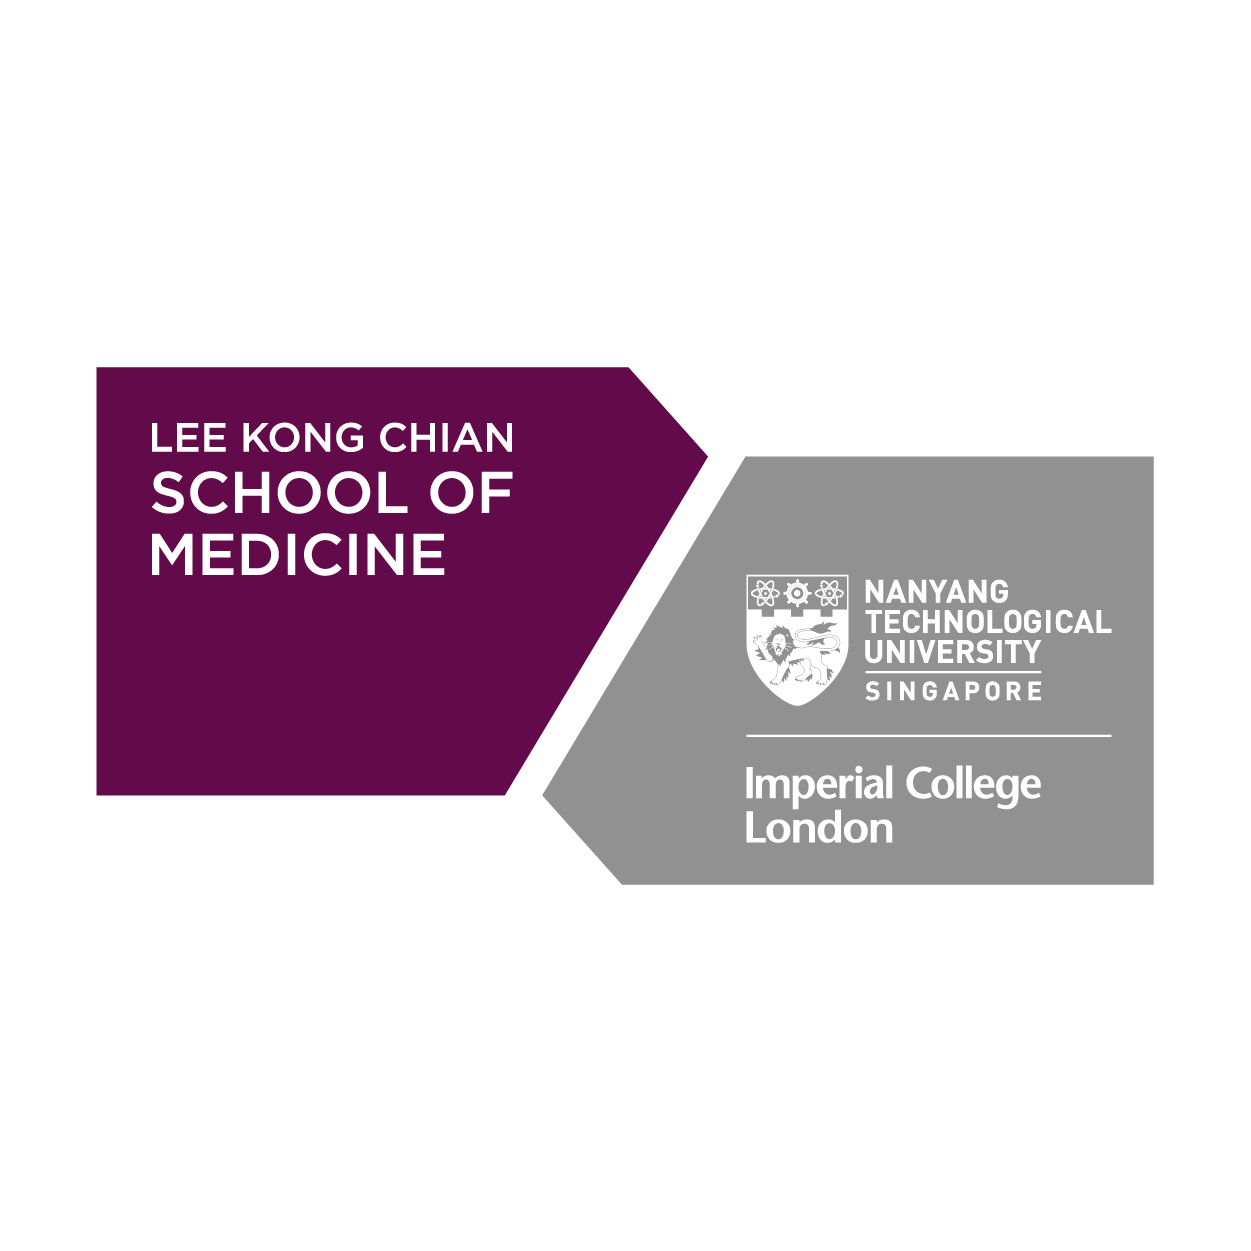 LEE KONG CHIAN
SCHOOL OF
MEDICINE
NANYANG
TECHNOLOGICAL
UNIVERSITY
SINGAPORE
Imperial College
London